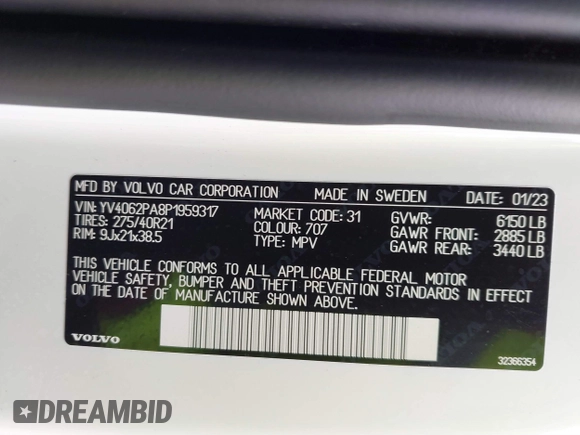 MFD BY VOLVO CAR CORPORATION MADE IN SWEDEN DATE: 01/23
VIN: YV4062PA8P1959317 MARKET CODE: 31 GVWR: 6150 LB
TIRES: 275/40R21 COLOUR: 707 GAWR FRONT: 2885 LB
RIM: 9Jx21x38.5 TYPE: MPV GAWR REAR: 3440 LB
THIS VEHICLE CONFORMS TO ALL APPLICABLE FEDERAL MOTOR
VEHICLE SAFETY, BUMPER AND THEFT PREVENTION STANDARDS IN EFFECT
ON THE DATE OF MANUFACTURE SHOWN ABOVE.
VOLVO 32366354
DREAMBID